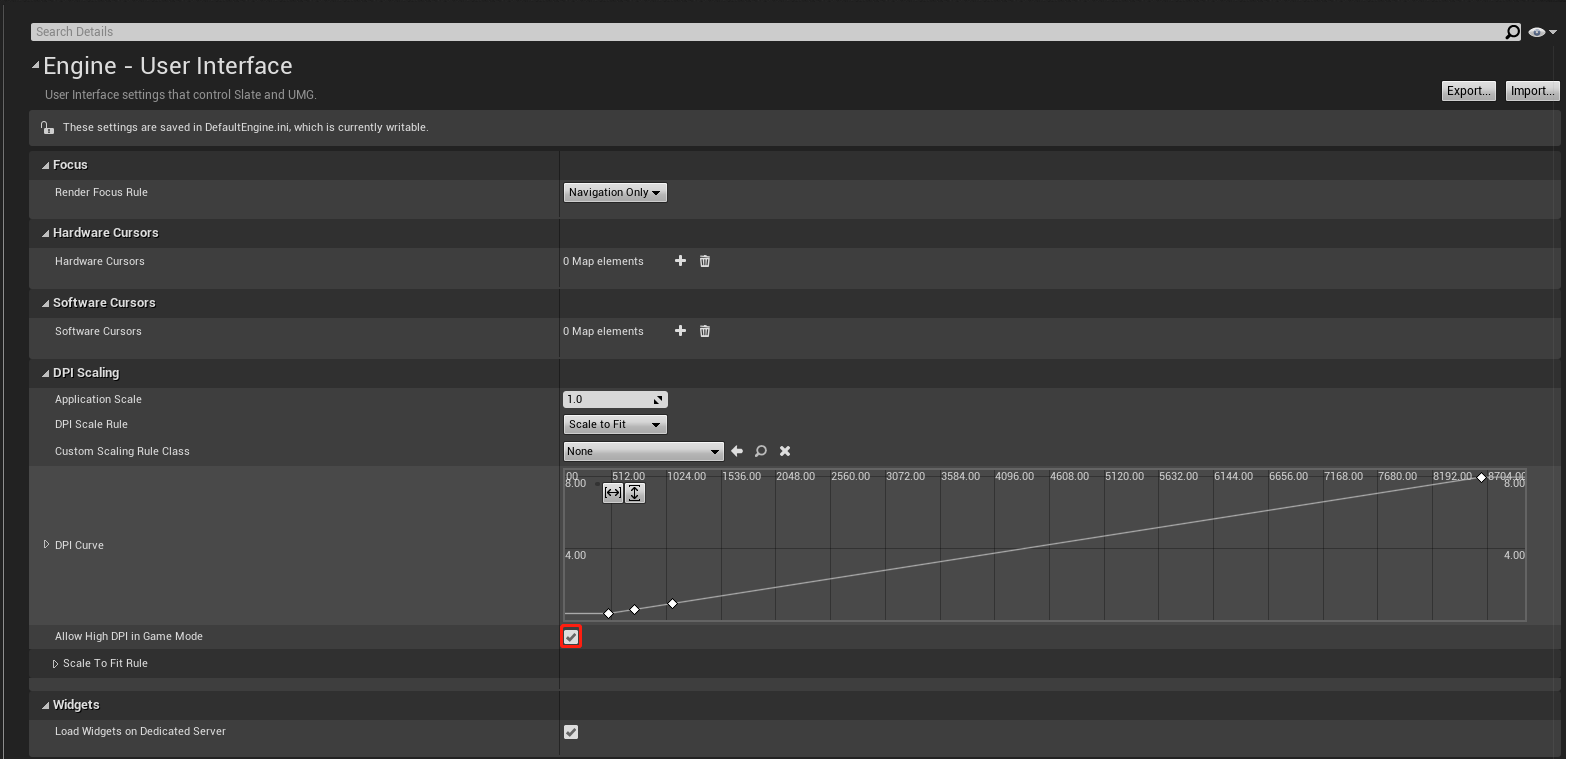 Search Details
Engine - User Interface
User Interface settings that control Slate and UMG.
Export... Import...
These settings are saved in DefaultEngine.ini, which is currently writable.
Focus
Render Focus Rule Navigation Only
Hardware Cursors
Hardware Cursors 0 Map elements
Software Cursors
Software Cursors 0 Map elements
DPI Scaling
Application Scale 1.0
DPI Scale Rule Scale to Fit
Custom Scaling Rule Class None
00 512.00 1024.00 1536.00 2048.00 2560.00 3072.00 3584.00 4096.00 4608.00 5120.00 5632.00 6144.00 6656.00 7168.00 7680.00 8192.00 8704.00
8.00 8.00
DPI Curve
4.00 4.00
Allow High DPI in Game Mode
Scale To Fit Rule
Widgets
Load Widgets on Dedicated Server